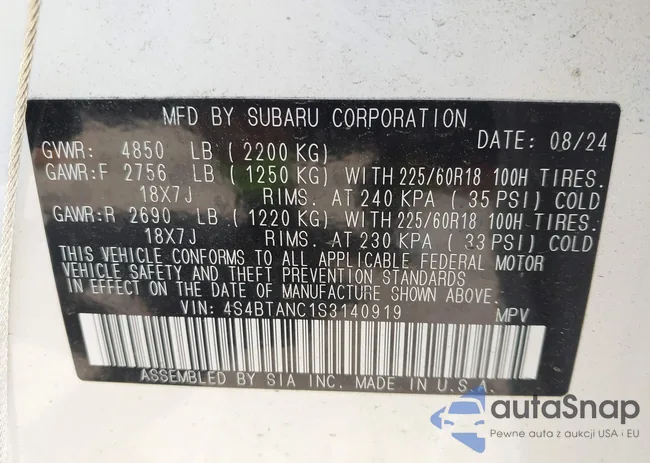 MFD BY SUBARU CORPORATION
DATE: 08/24
GVWR: 4850 LB (2200 KG)
GAWR:F 2756 LB (1250 KG) WITH 225/60R18 100H TIRES.
18X7J RIMS. AT 240 KPA (35 PSI) COLD
GAWR:R 2690 LB (1220 KG) WITH 225/60R18 100H TIRES.
18X7J RIMS. AT 230 KPA (33 PSI) COLD
THIS VEHICLE CONFORMS TO ALL APPLICABLE FEDERAL MOTOR
VEHICLE SAFETY AND THEFT PREVENTION STANDARDS
IN EFFECT ON THE DATE OF MANUFACTURE SHOWN ABOVE.
VIN: 4S4BTANC1S3140919 MPV
ASSEMBLED BY SIA INC. MADE IN U.S.A.
autaSnap
Pewne auta z aukcji USA i EU